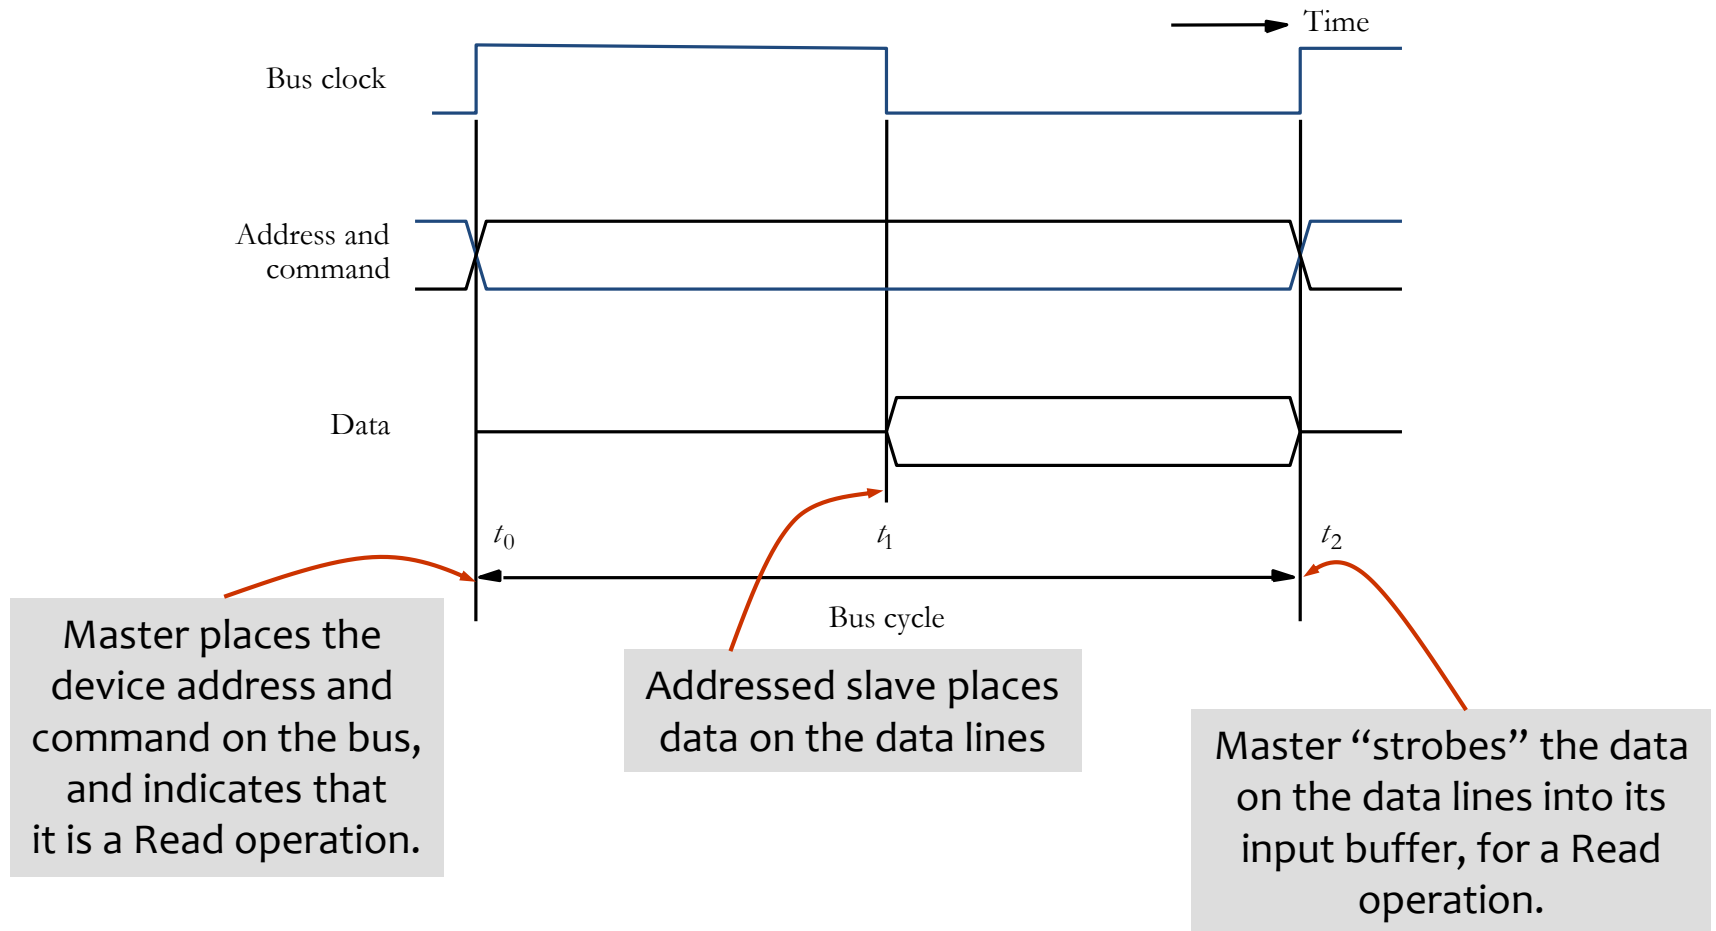 Time
Bus clock
Address and
command
Data
t0
t1
t2
Bus cycle
Master places the
device address and
command on the bus,
and indicates that
it is a Read operation.
Addressed slave places
data on the data lines
Master “strobes” the data
on the data lines into its
input buffer, for a Read
operation.